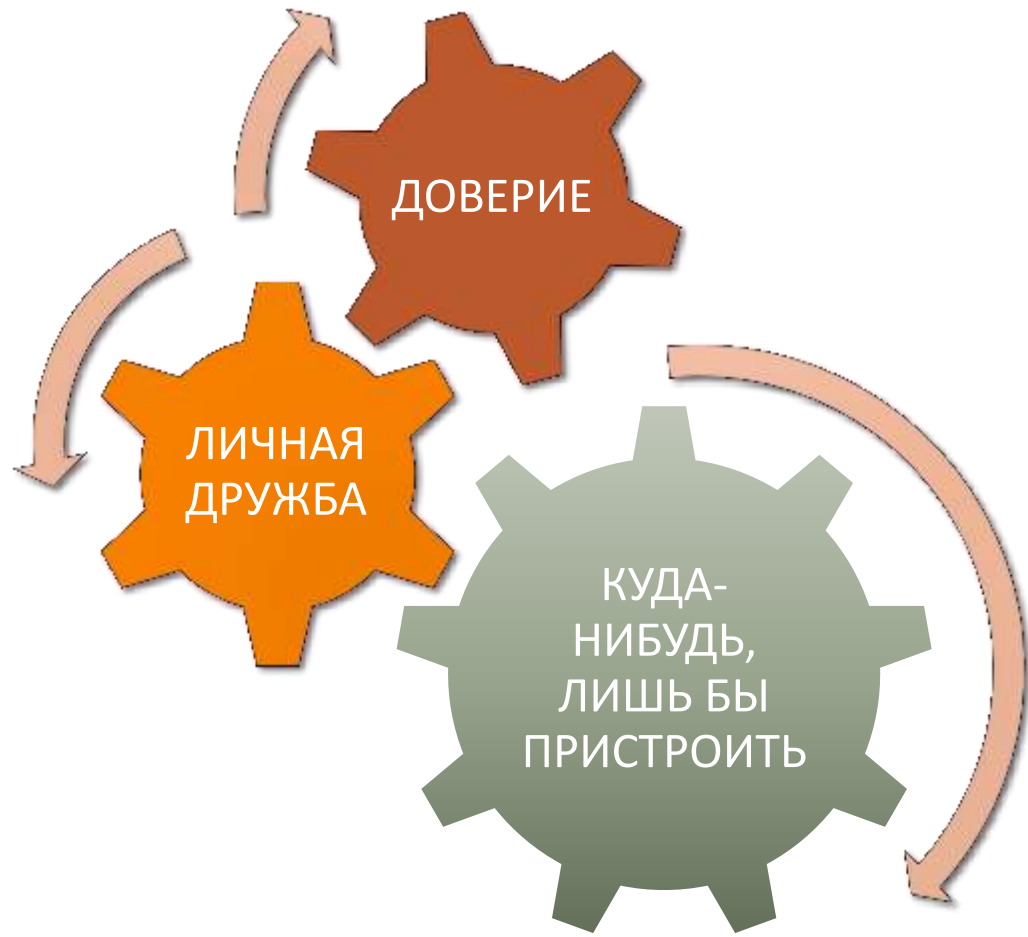 ДОВЕРИЕ
ЛИЧНАЯ
ДРУЖБА
КУДА-
НИБУДЬ,
ЛИШЬ БЫ
ПРИСТРОИТЬ